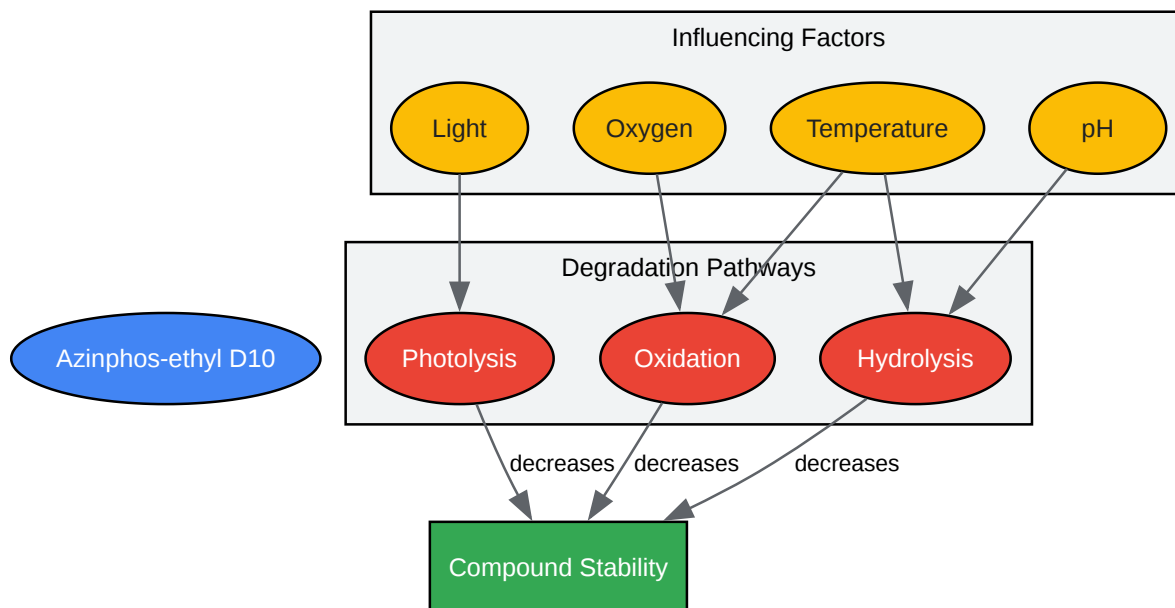 Influencing Factors
Light
Oxygen
Temperature
pH
Degradation Pathways
Azinphos-ethyl D10
Photolysis
Oxidation
Hydrolysis
decreases
decreases
decreases
Compound Stability